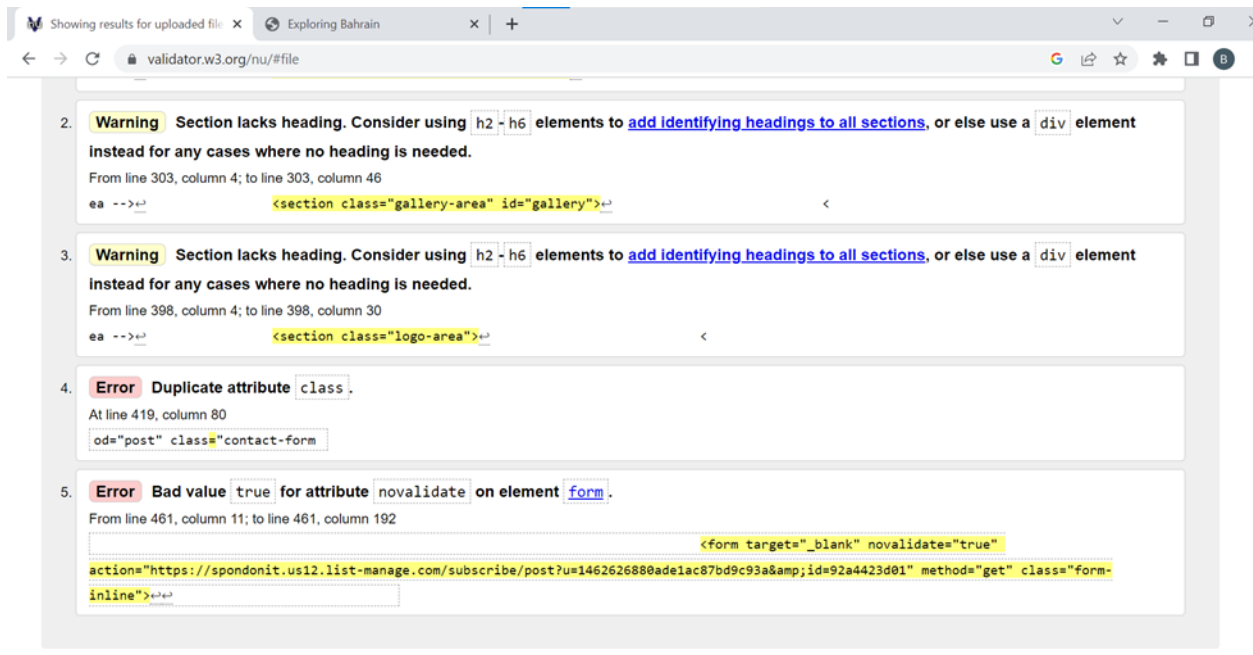 Showing results for uploaded file
Exploring Bahrain
validator.w3.org/nu/#file
G
B
2. Warning Section lacks heading. Consider using h2-h6 elements to add identifying headings to all sections, or else use a div element
instead for any cases where no heading is needed.
From line 303, column 4; to line 303, column 46
ea -->↩ <section class="gallery-area" id="gallery">↩ <
3. Warning Section lacks heading. Consider using h2-h6 elements to add identifying headings to all sections, or else use a div element
instead for any cases where no heading is needed.
From line 398, column 4; to line 398, column 30
ea -->↩ <section class="logo-area">↩ <
4. Error Duplicate attribute class.
At line 419, column 80
od="post" class="contact-form
5. Error Bad value true for attribute novalidate on element form.
From line 461, column 11; to line 461, column 192
<form target="_blank" novalidate="true"
action="https://spondonit.us12.list-manage.com/subscribe/post?u=1462626880ade1ac87bd9c93a&amp;id=92a4423d01" method="get" class="form-
inline">↩↩